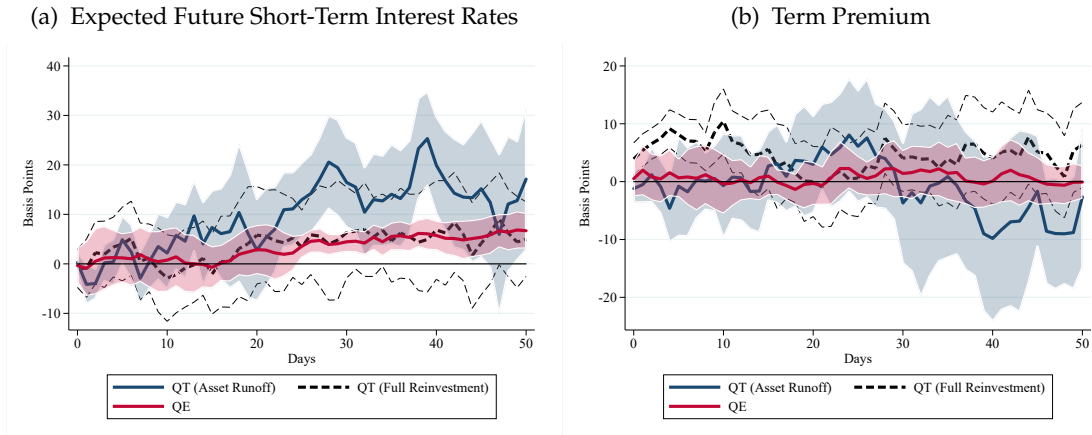 (a) Expected Future Short-Term Interest Rates
40
30
20
10
0
-10
Basis Points
0 10 20 30 40 50
Days
QT (Asset Runoff) QT (Full Reinvestment)
QE
(b) Term Premium
20
10
0
-10
-20
Basis Points
0 10 20 30 40 50
Days
QT (Asset Runoff) QT (Full Reinvestment)
QE